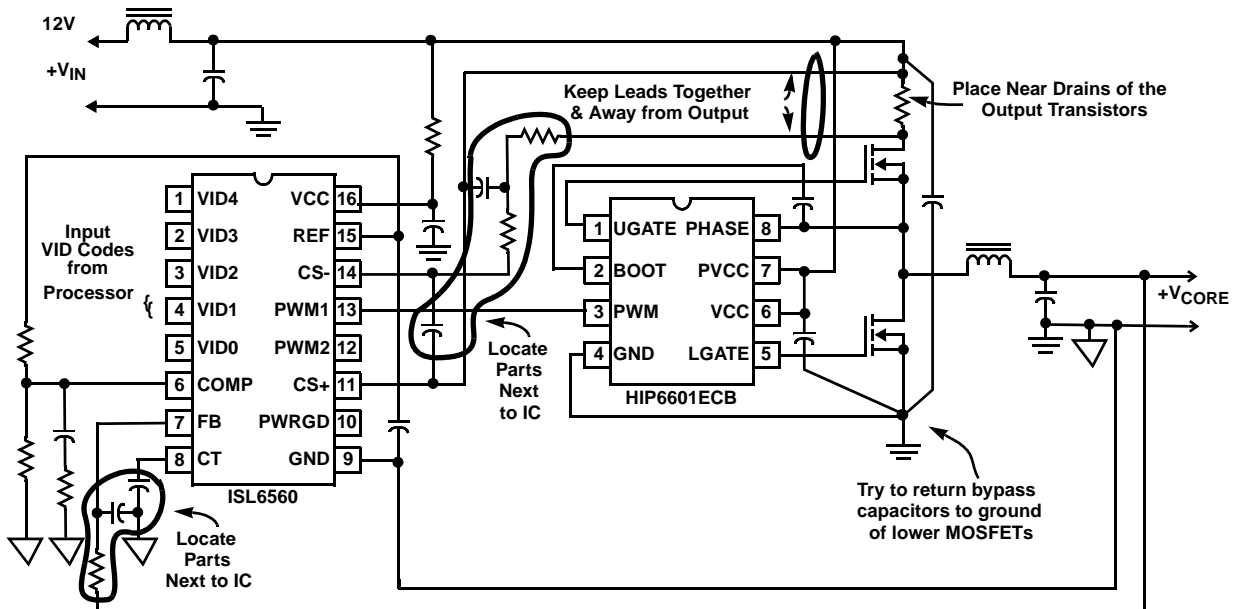 12V
+VIN
Keep Leads Together
& Away from Output
Place Near Drains of the
Output Transistors
Input
VID Codes
from
Processor
{
1 VID4 VCC 16
2 VID3 REF 15
3 VID2 CS- 14
4 VID1 PWM1 13
5 VID0 PWM2 12
6 COMP CS+ 11
7 FB PWRGD 10
8 CT GND 9
ISL6560
1 UGATE PHASE 8
2 BOOT PVCC 7
3 PWM VCC 6
4 GND LGATE 5
HIP6601ECB
+VCORE
Locate
Parts
Next
to IC
Locate
Parts
Next to IC
Try to return bypass
capacitors to ground
of lower MOSFETs